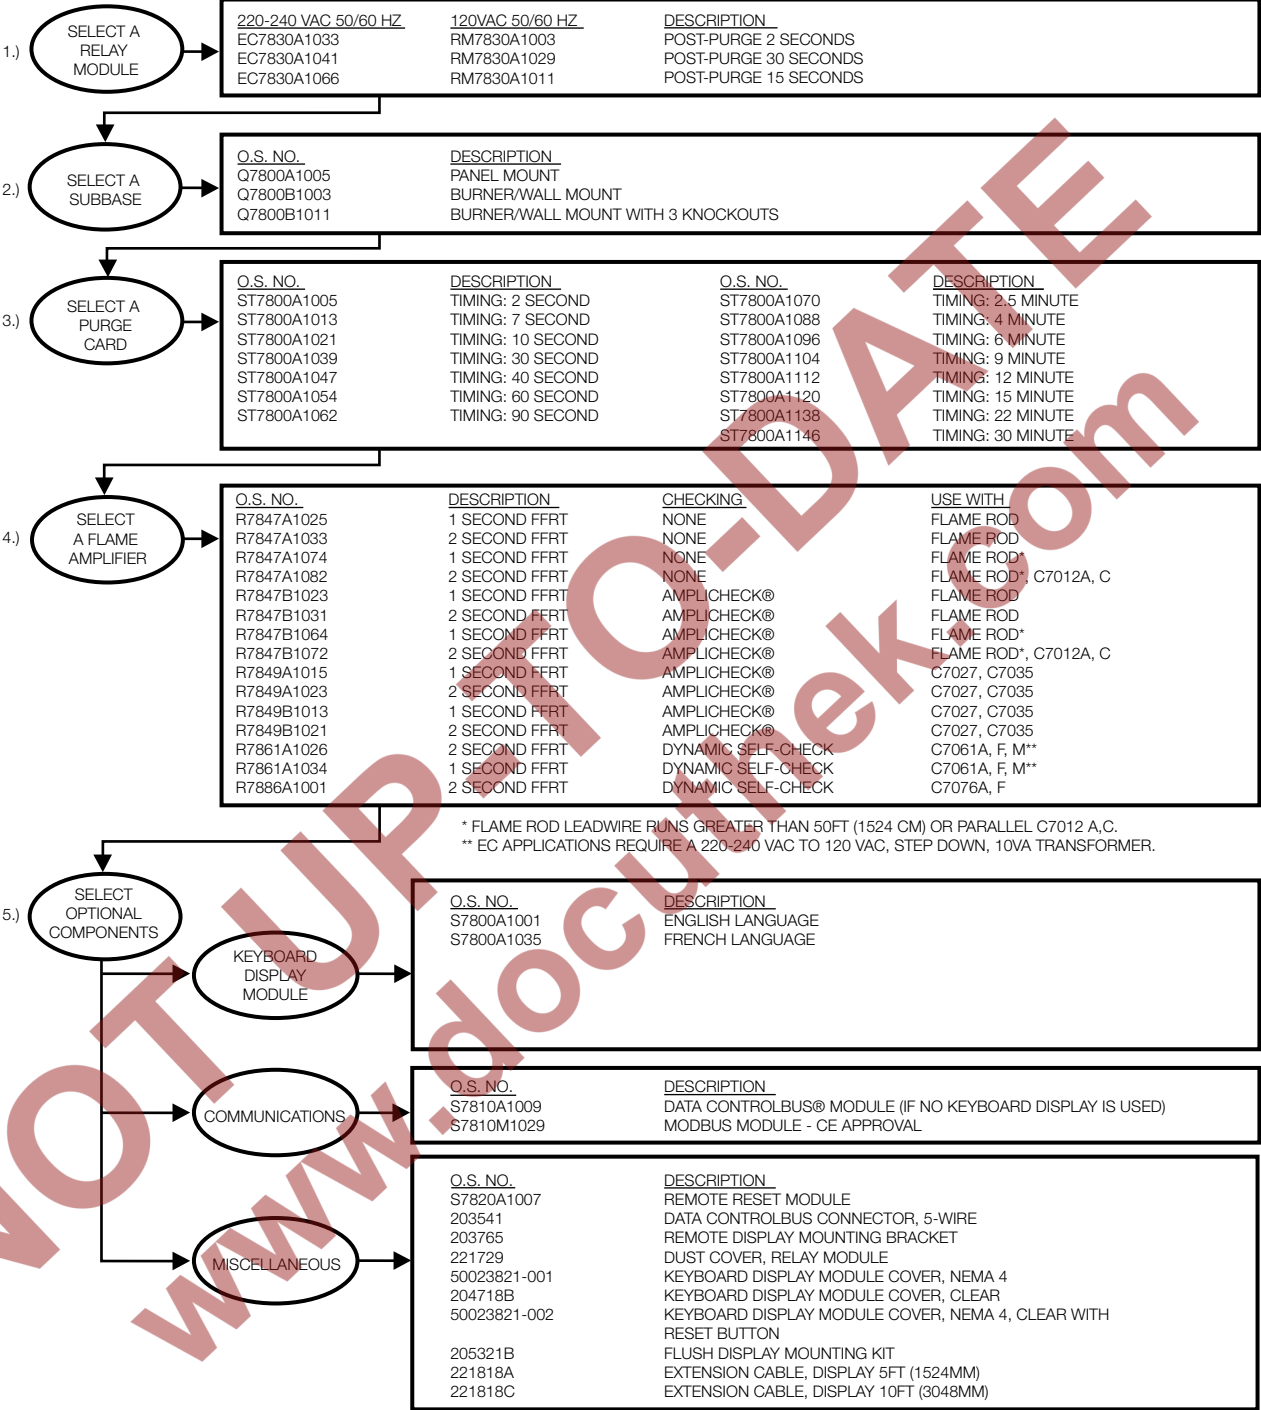 1.) SELECT A RELAY MODULE
220-240 VAC 50/60 HZ 120VAC 50/60 HZ DESCRIPTION
EC7830A1033 RM7830A1003 POST-PURGE 2 SECONDS
EC7830A1041 RM7830A1029 POST-PURGE 30 SECONDS
EC7830A1066 RM7830A1011 POST-PURGE 15 SECONDS
2.) SELECT A SUBBASE
O.S. NO. DESCRIPTION
Q7800A1005 PANEL MOUNT
Q7800B1003 BURNER/WALL MOUNT
Q7800B1011 BURNER/WALL MOUNT WITH 3 KNOCKOUTS
3.) SELECT A PURGE CARD
O.S. NO. DESCRIPTION O.S. NO. DESCRIPTION
ST7800A1005 TIMING: 2 SECOND ST7800A1070 TIMING: 2.5 MINUTE
ST7800A1013 TIMING: 7 SECOND ST7800A1088 TIMING: 4 MINUTE
ST7800A1021 TIMING: 10 SECOND ST7800A1096 TIMING: 6 MINUTE
ST7800A1039 TIMING: 30 SECOND ST7800A1104 TIMING: 9 MINUTE
ST7800A1047 TIMING: 40 SECOND ST7800A1112 TIMING: 12 MINUTE
ST7800A1054 TIMING: 60 SECOND ST7800A1120 TIMING: 15 MINUTE
ST7800A1062 TIMING: 90 SECOND ST7800A1138 TIMING: 22 MINUTE
ST7800A1146 TIMING: 30 MINUTE
4.) SELECT A FLAME AMPLIFIER
O.S. NO. DESCRIPTION CHECKING USE WITH
R7847A1025 1 SECOND FFRT NONE FLAME ROD
R7847A1033 2 SECOND FFRT NONE FLAME ROD
R7847A1074 1 SECOND FFRT NONE FLAME ROD*
R7847A1082 2 SECOND FFRT NONE FLAME ROD*, C7012A, C
R7847B1023 1 SECOND FFRT AMPLICHECK® FLAME ROD
R7847B1031 2 SECOND FFRT AMPLICHECK® FLAME ROD
R7847B1064 1 SECOND FFRT AMPLICHECK® FLAME ROD*
R7847B1072 2 SECOND FFRT AMPLICHECK® FLAME ROD*, C7012A, C
R7849A1015 1 SECOND FFRT AMPLICHECK® C7027, C7035
R7849A1023 2 SECOND FFRT AMPLICHECK® C7027, C7035
R7849B1013 1 SECOND FFRT AMPLICHECK® C7027, C7035
R7849B1021 2 SECOND FFRT AMPLICHECK® C7027, C7035
R7861A1026 2 SECOND FFRT DYNAMIC SELF-CHECK C7061A, F, M**
R7861A1034 1 SECOND FFRT DYNAMIC SELF-CHECK C7061A, F, M**
R7886A1001 2 SECOND FFRT DYNAMIC SELF-CHECK C7076A, F
* FLAME ROD LEADWIRE RUNS GREATER THAN 50FT (1524 CM) OR PARALLEL C7012 A,C.
** EC APPLICATIONS REQUIRE A 220-240 VAC TO 120 VAC, STEP DOWN, 10VA TRANSFORMER.
5.) SELECT OPTIONAL COMPONENTS
KEYBOARD DISPLAY MODULE
O.S. NO. DESCRIPTION
S7800A1001 ENGLISH LANGUAGE
S7800A1035 FRENCH LANGUAGE
COMMUNICATIONS
O.S. NO. DESCRIPTION
S7810A1009 DATA CONTROLBUS® MODULE (IF NO KEYBOARD DISPLAY IS USED)
S7810M1029 MODBUS MODULE - CE APPROVAL
MISCELLANEOUS
O.S. NO. DESCRIPTION
S7820A1007 REMOTE RESET MODULE
203541 DATA CONTROLBUS CONNECTOR, 5-WIRE
203765 REMOTE DISPLAY MOUNTING BRACKET
221729 DUST COVER, RELAY MODULE
50023821-001 KEYBOARD DISPLAY MODULE COVER, NEMA 4
204718B KEYBOARD DISPLAY MODULE COVER, CLEAR
50023821-002 KEYBOARD DISPLAY MODULE COVER, NEMA 4, CLEAR WITH
RESET BUTTON
205321B FLUSH DISPLAY MOUNTING KIT
221818A EXTENSION CABLE, DISPLAY 5FT (1524MM)
221818C EXTENSION CABLE, DISPLAY 10FT (3048MM)
NOT UP-TO-DATE
www.docuthek.com